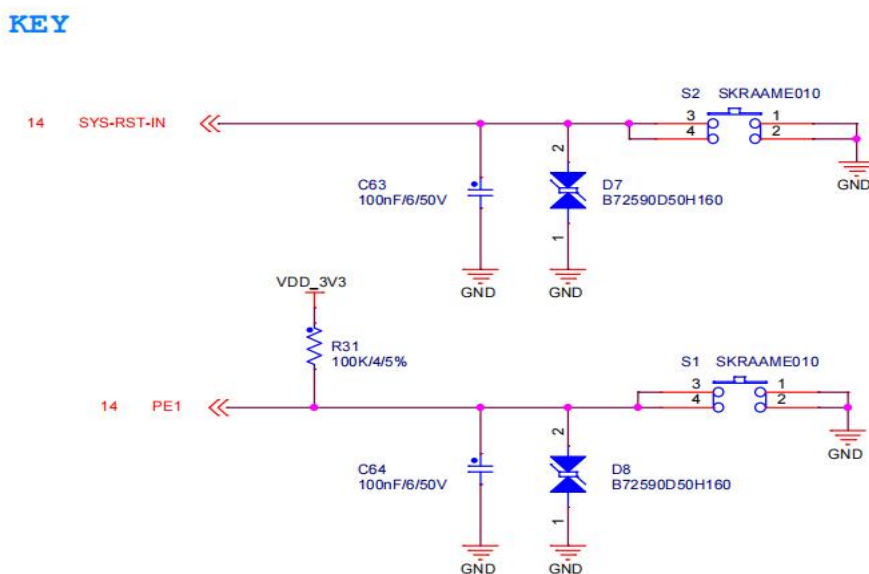 KEY
S2 SKRAAME010
14 SYS-RST-IN
3 1
4 2
2
C63
100nF/6/50V
D7
B72590D50H160
1
GND
GND GND
VDD_3V3
R31
100K/4/5%
S1 SKRAAME010
3 1
14 PE1
4 2
2
C64
100nF/6/50V
D8
B72590D50H160
1
GND
GND GND